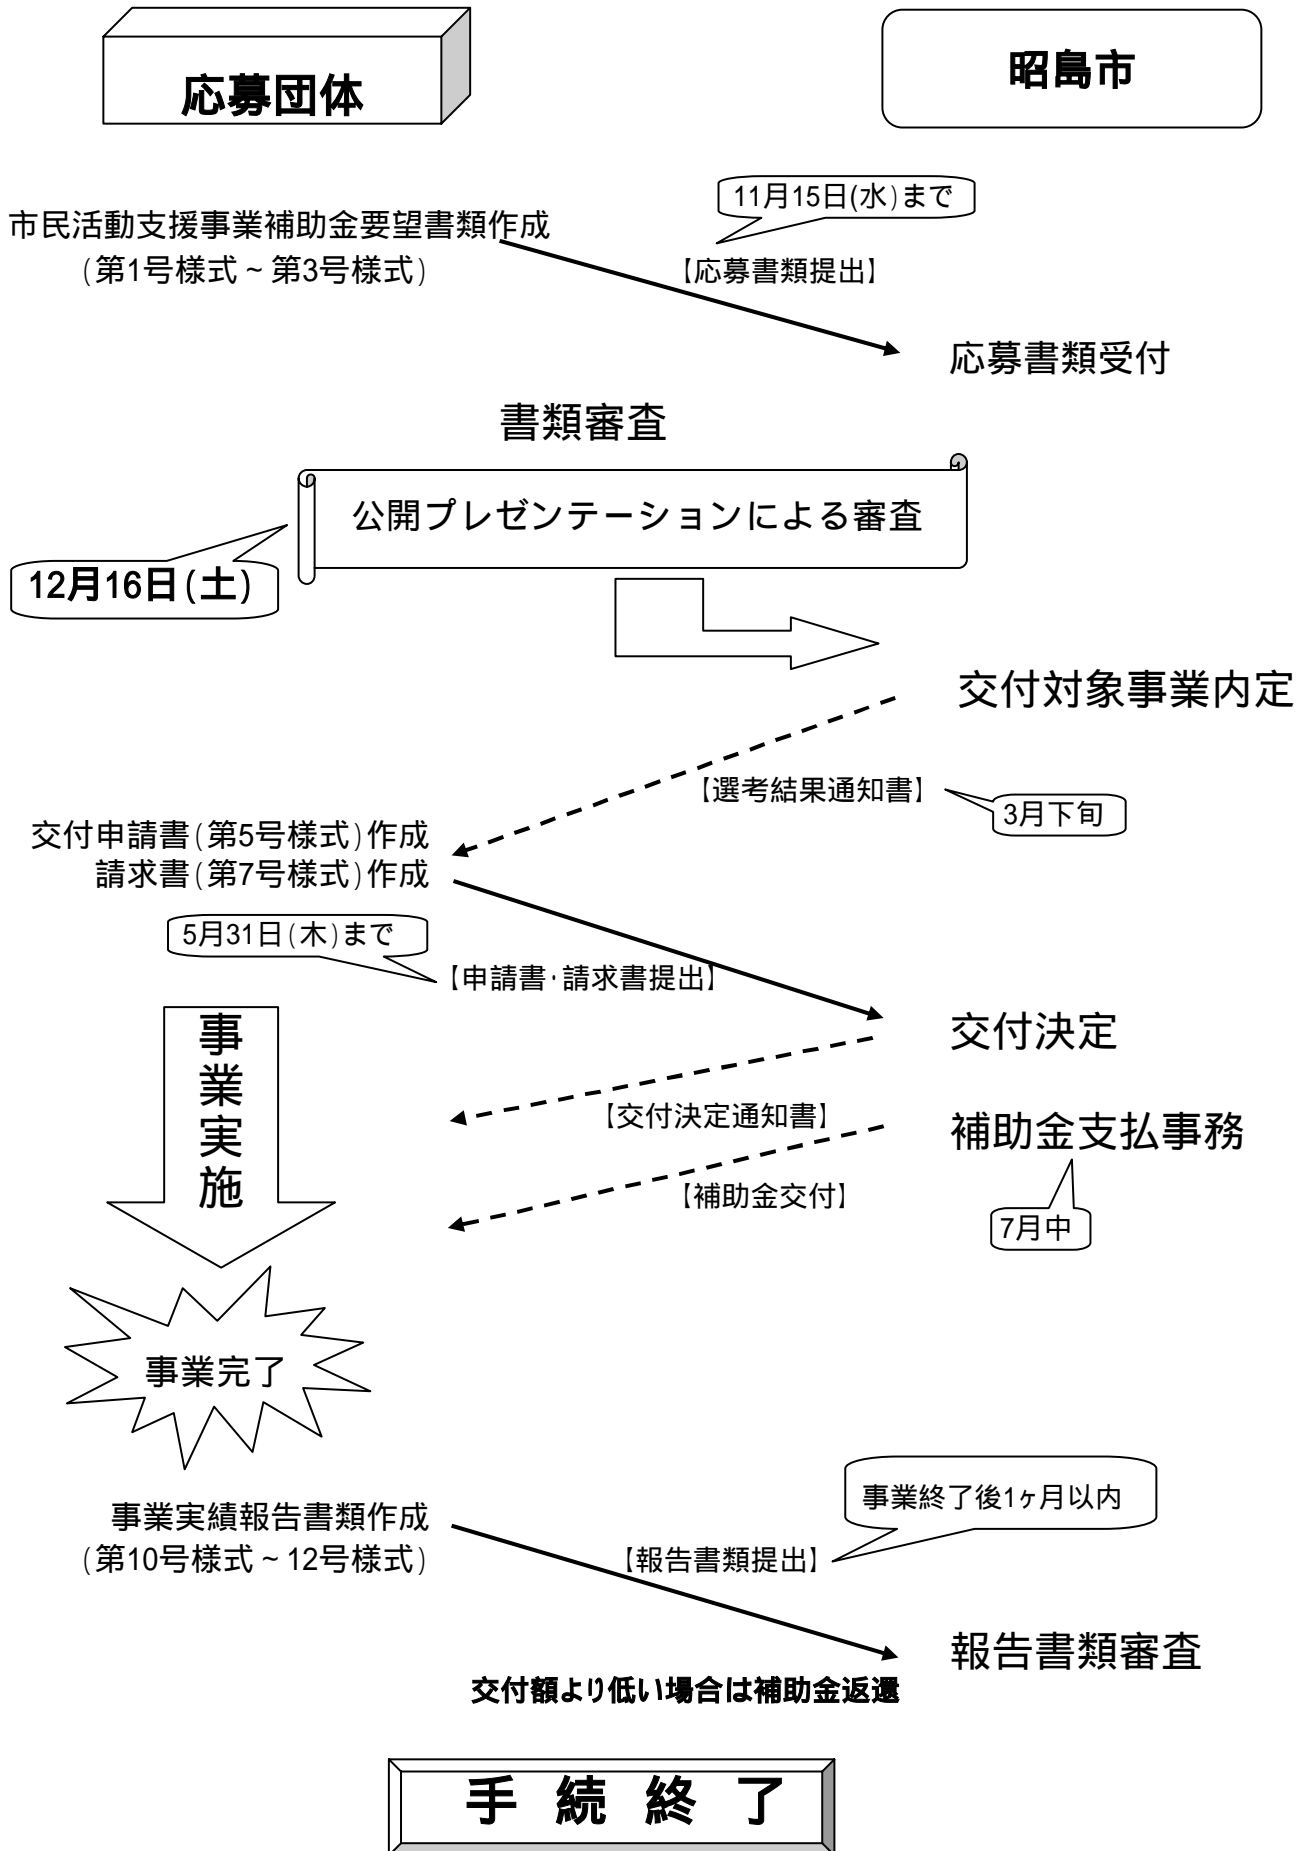 応募団体
昭島市
11月15日(水)まで
市民活動支援事業補助金要望書類作成
(第1号様式~第3号様式)
【応募書類提出】
応募書類受付
書類審査
公開プレゼンテーションによる審査
12月16日(土)
交付対象事業内定
【選考結果通知書】
3月下旬
交付申請書(第5号様式)作成
請求書(第7号様式)作成
5月31日(木)まで
【申請書・請求書提出】
事業実施
交付決定
【交付決定通知書】
補助金支払事務
【補助金交付】
7月中
事業完了
事業終了後1ヶ月以内
事業実績報告書類作成
(第10号様式~12号様式)
【報告書類提出】
報告書類審査
交付額より低い場合は補助金返還
手続終了